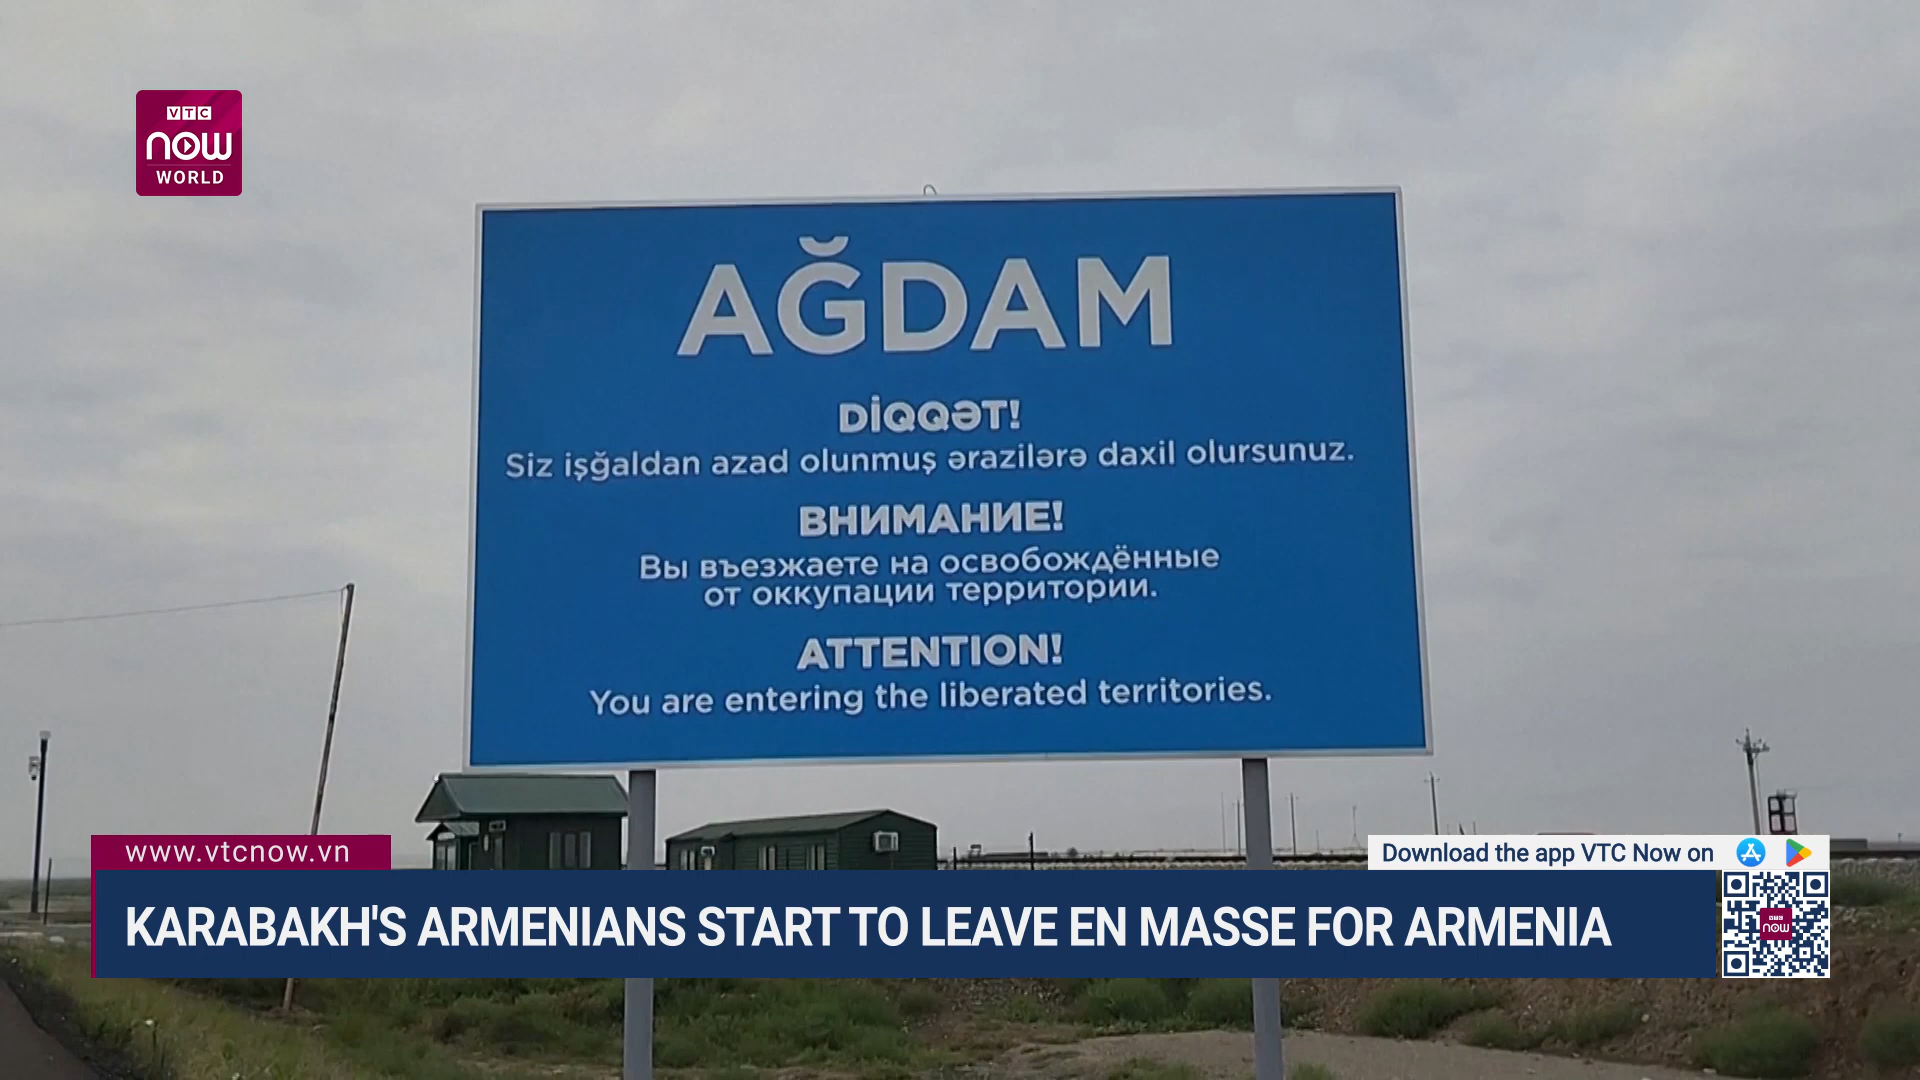 VTC
now
WORLD
AĞDAM
DİQQƏT!
Siz işğaldan azad olunmuş ərazilərə daxil olursunuz.
ВНИМАНИЕ!
Вы въезжаете на освобождённые
от оккупации территории.
ATTENTION!
You are entering the liberated territories.
www.vtcnow.vn
Download the app VTC Now on
KARABAKH'S ARMENIANS START TO LEAVE EN MASSE FOR ARMENIA
VTC
now